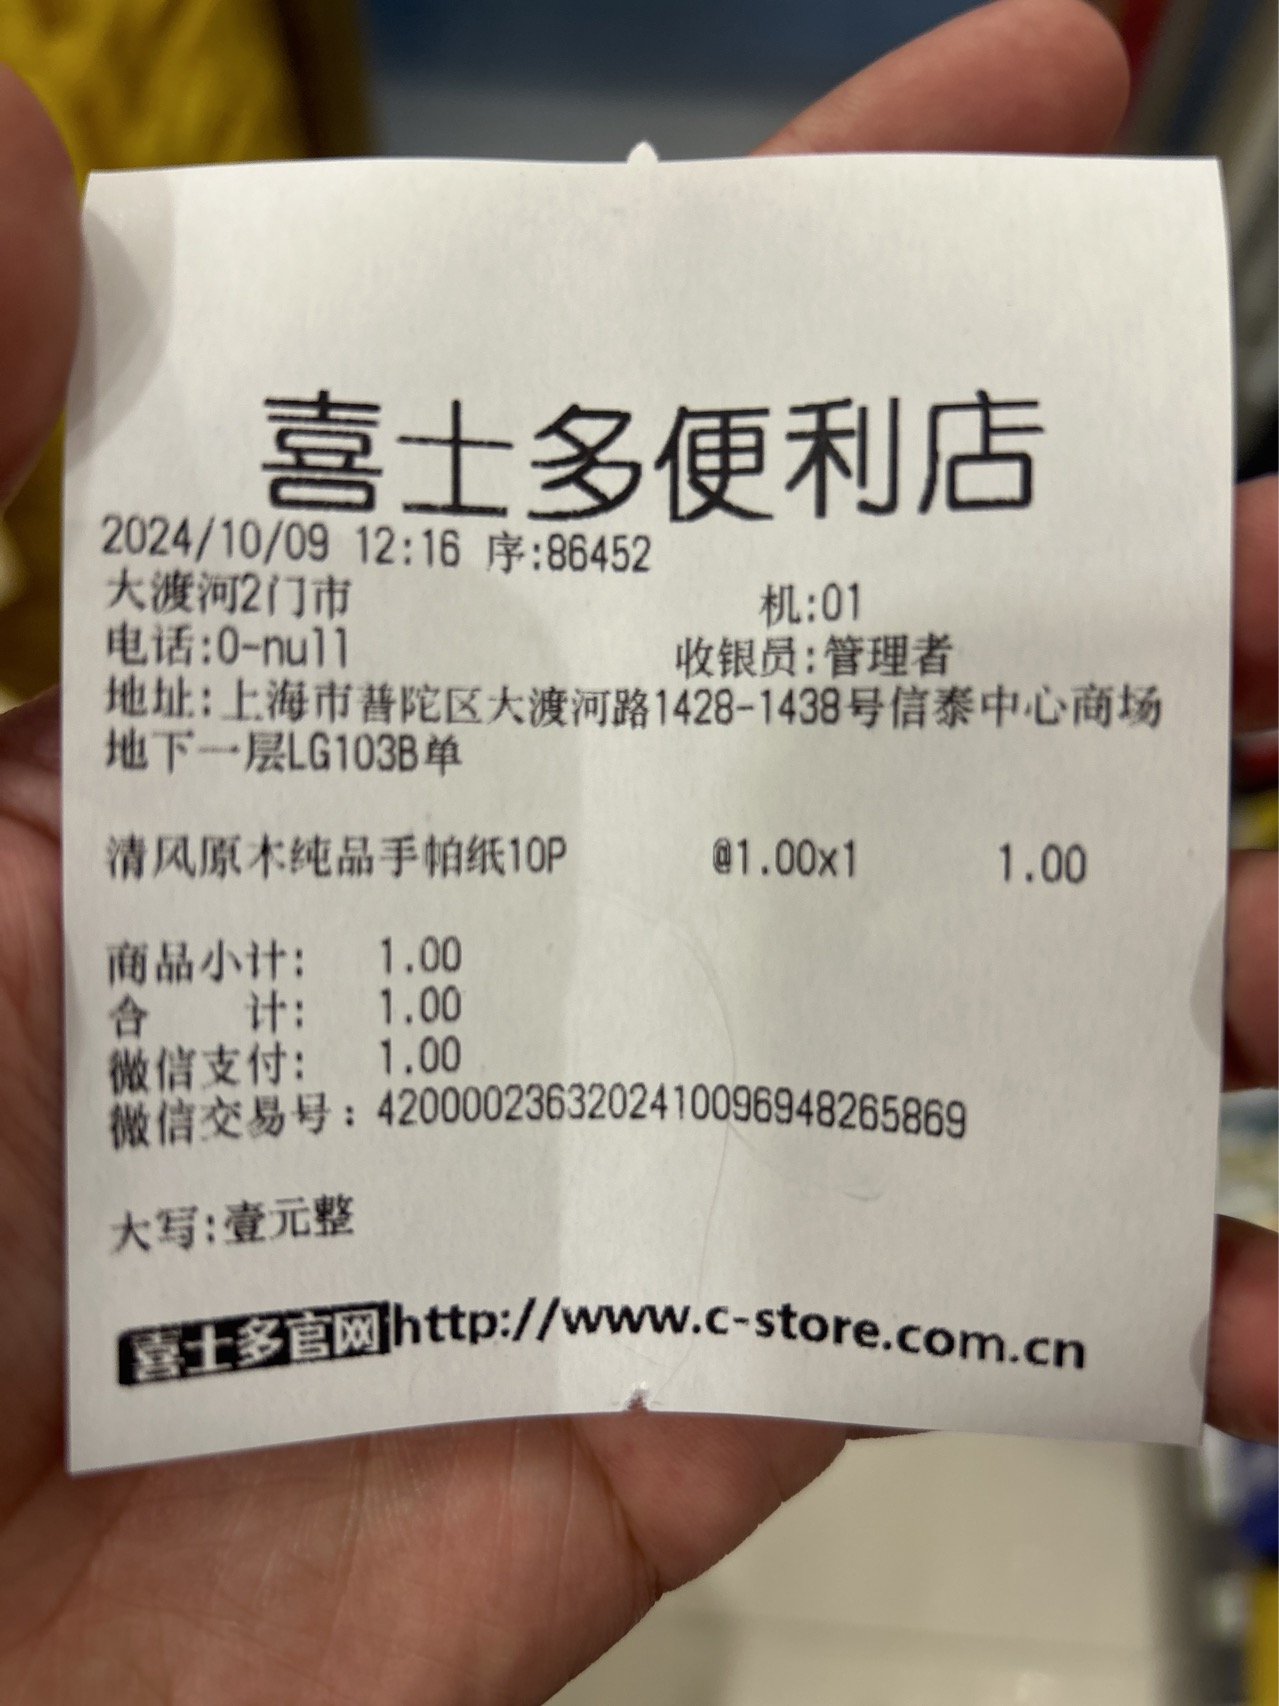 喜士多便利店
2024/10/09 12:16 序:86452
大渡河2门市 机:01
电话:0-null 收银员:管理者
地址:上海市普陀区大渡河路1428-1438号信泰中心商场
地下一层LG103B单
清风原木纯品手帕纸10P @1.00x1 1.00
商品小计: 1.00
合 计: 1.00
微信支付: 1.00
微信交易号: 4200002363202410096948265869
大写:壹元整
喜士多官网http://www.c-store.com.cn